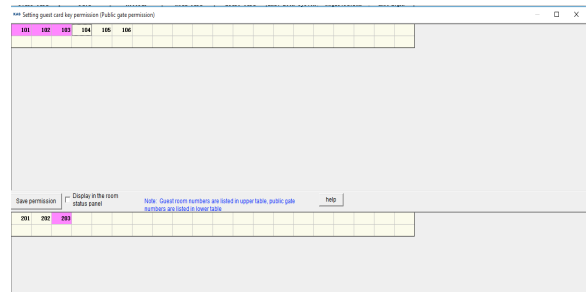 *** Setting guest card key permission (Public gate permission)
101 102 103 104 105 106
Save permission
Display in the room
status panel
Note: Guest room numbers are listed in upper table, public gate
numbers are listed in lower table
help
201 202 203